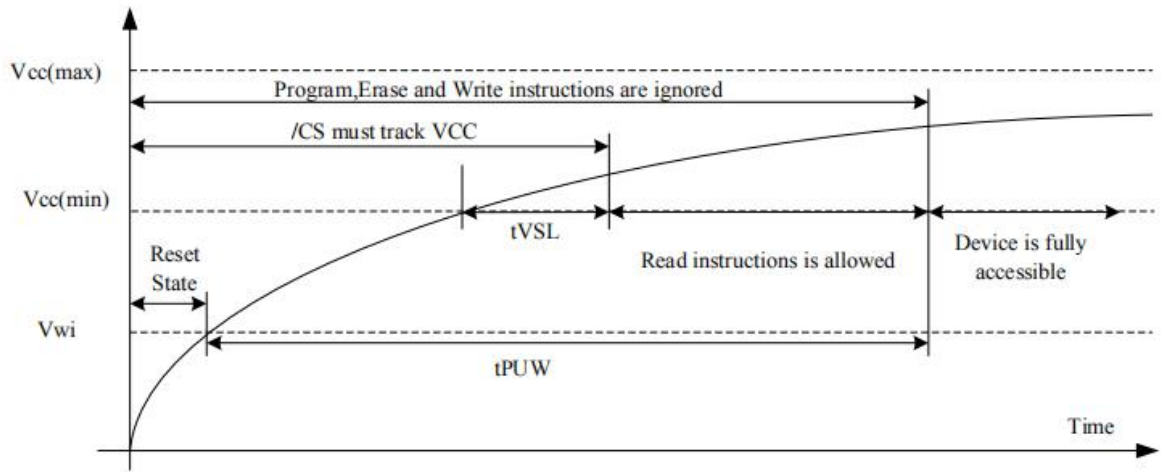 Vcc(max)
Program,Erase and Write instructions are ignored
/CS must track VCC
Vcc(min)
tVSL
Reset
State
Read instructions is allowed
Device is fully
accessible
Vwi
tPUW
Time